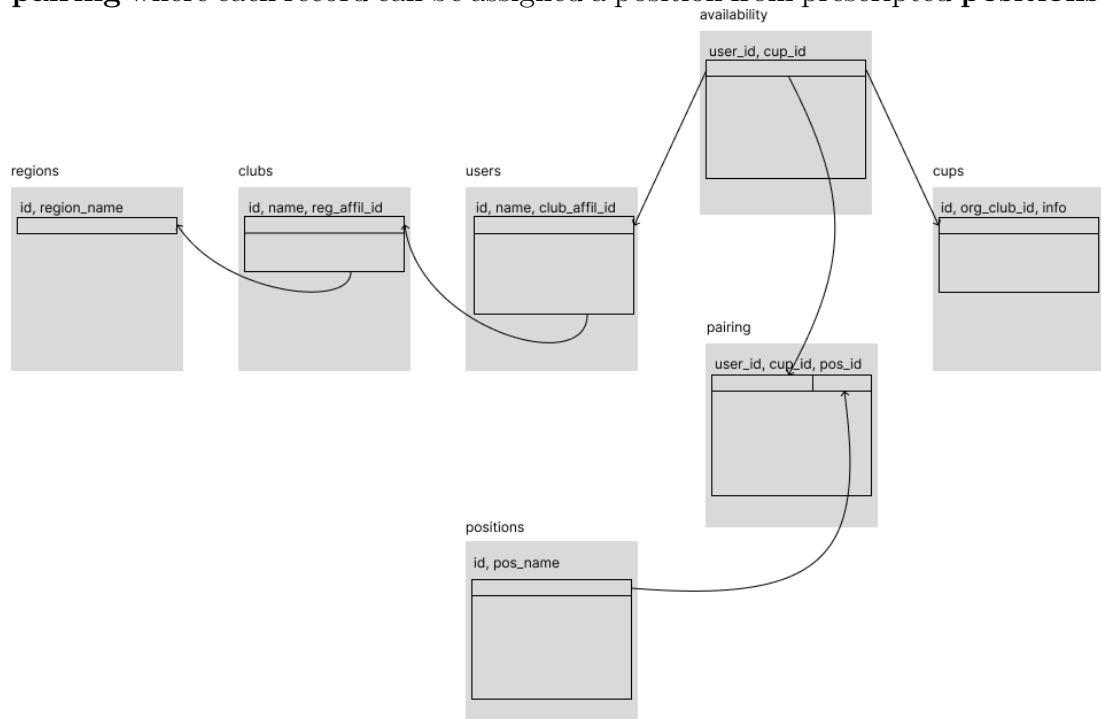 pairing where each record can be assigned a position from prescripted positions
availability
user_id, cup_id
regions
clubs
users
cups
id, region_name
id, name, reg_affil_id
id, name, club_affil_id
id, org_club_id, info
pairing
user_id, cup_id, pos_id
positions
id, pos_name